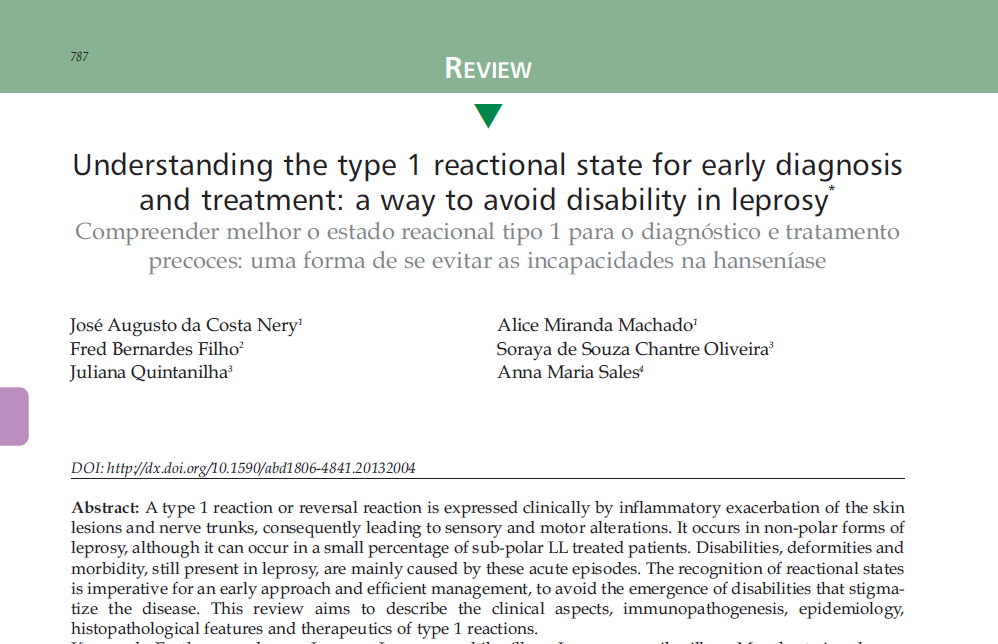 787
REVIEW
Understanding the type 1 reactional state for early diagnosis
and treatment: a way to avoid disability in leprosy*
Compreender melhor o estado reacional tipo 1 para o diagnóstico e tratamento
precoces: uma forma de se evitar as incapacidades na hanseníase
José Augusto da Costa Nery1
Fred Bernardes Filho2
Juliana Quintanilha3
Alice Miranda Machado1
Soraya de Souza Chantre Oliveira3
Anna Maria Sales4
DOI: http://dx.doi.org/10.1590/abd1806-4841.20132004
Abstract: A type 1 reaction or reversal reaction is expressed clinically by inflammatory exacerbation of the skin
lesions and nerve trunks, consequently leading to sensory and motor alterations. It occurs in non-polar forms of
leprosy, although it can occur in a small percentage of sub-polar LL treated patients. Disabilities, deformities and
morbidity, still present in leprosy, are mainly caused by these acute episodes. The recognition of reactional states
is imperative for an early approach and efficient management, to avoid the emergence of disabilities that stigma-
tize the disease. This review aims to describe the clinical aspects, immunopathogenesis, epidemiology,
histopathological features and therapeutics of type 1 reactions.